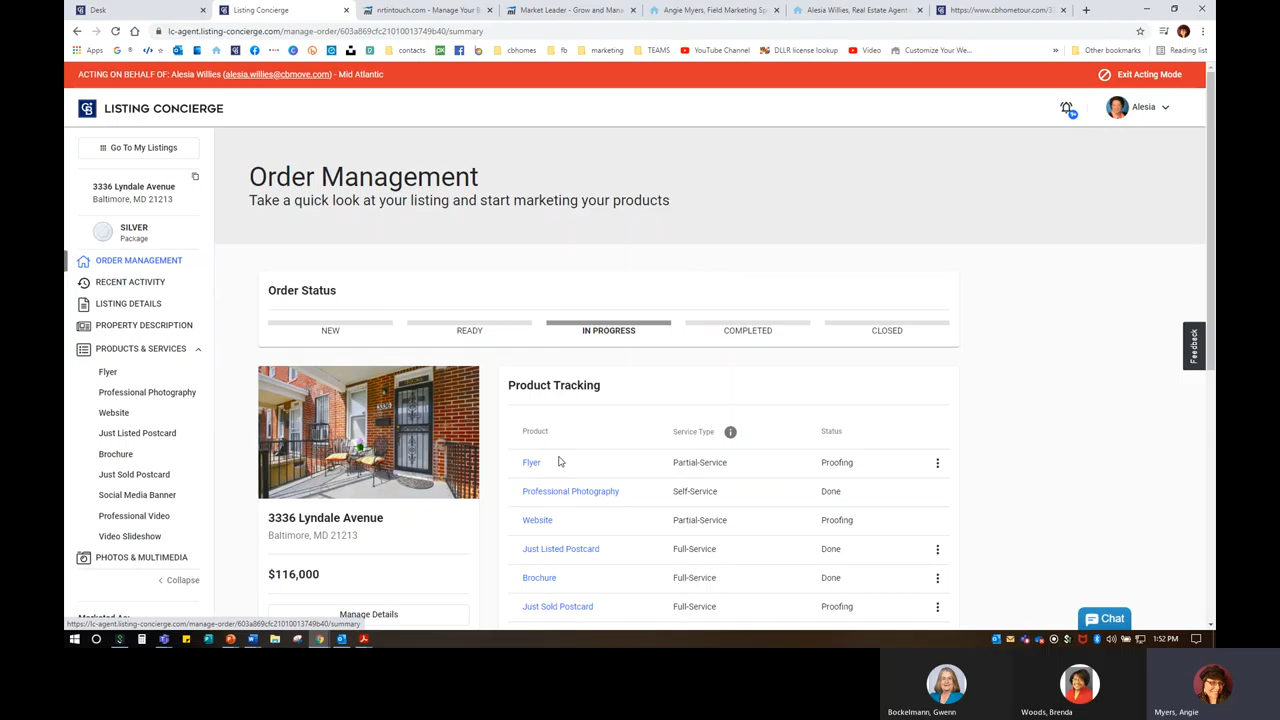 Desk
Listing Concierge
nrtintouch.com - Manage Your B
Market Leader - Grow and Mana
Angie Myers, Field Marketing Sp
Alesia Willies, Real Estate Agent
https://www.cbhometour.com/33
lc-agent.listing-concierge.com/manage-order/603a869cfc21010013749b40/summary
Apps
contacts
cbhomes
fb
marketing
TEAMS
YouTube Channel
DLLR license lookup
Video
Customize Your We...
Other bookmarks
Reading list
ACTING ON BEHALF OF: Alesia Willies (alesia.willies@cbmove.com) - Mid Atlantic
Exit Acting Mode
LISTING CONCIERGE
Alesia
Go To My Listings
3336 Lyndale Avenue
Baltimore, MD 21213
SILVER
Package
ORDER MANAGEMENT
RECENT ACTIVITY
LISTING DETAILS
PROPERTY DESCRIPTION
PRODUCTS & SERVICES
Flyer
Professional Photography
Website
Just Listed Postcard
Brochure
Just Sold Postcard
Social Media Banner
Professional Video
Video Slideshow
PHOTOS & MULTIMEDIA
Collapse
Order Management
Take a quick look at your listing and start marketing your products
Order Status
NEW
READY
IN PROGRESS
COMPLETED
CLOSED
3336 Lyndale Avenue
Baltimore, MD 21213
$116,000
Manage Details
Product Tracking
Product Service Type Status
Flyer Partial-Service Proofing
Professional Photography Self-Service Done
Website Partial-Service Proofing
Just Listed Postcard Full-Service Done
Brochure Full-Service Done
Just Sold Postcard Full-Service Proofing
Feedback
Chat
https://lc-agent.listing-concierge.com/manage-order/603a869cfc21010013749b40/summary
1:52 PM
Bockelmann, Gwenn
Woods, Brenda
Myers, Angie